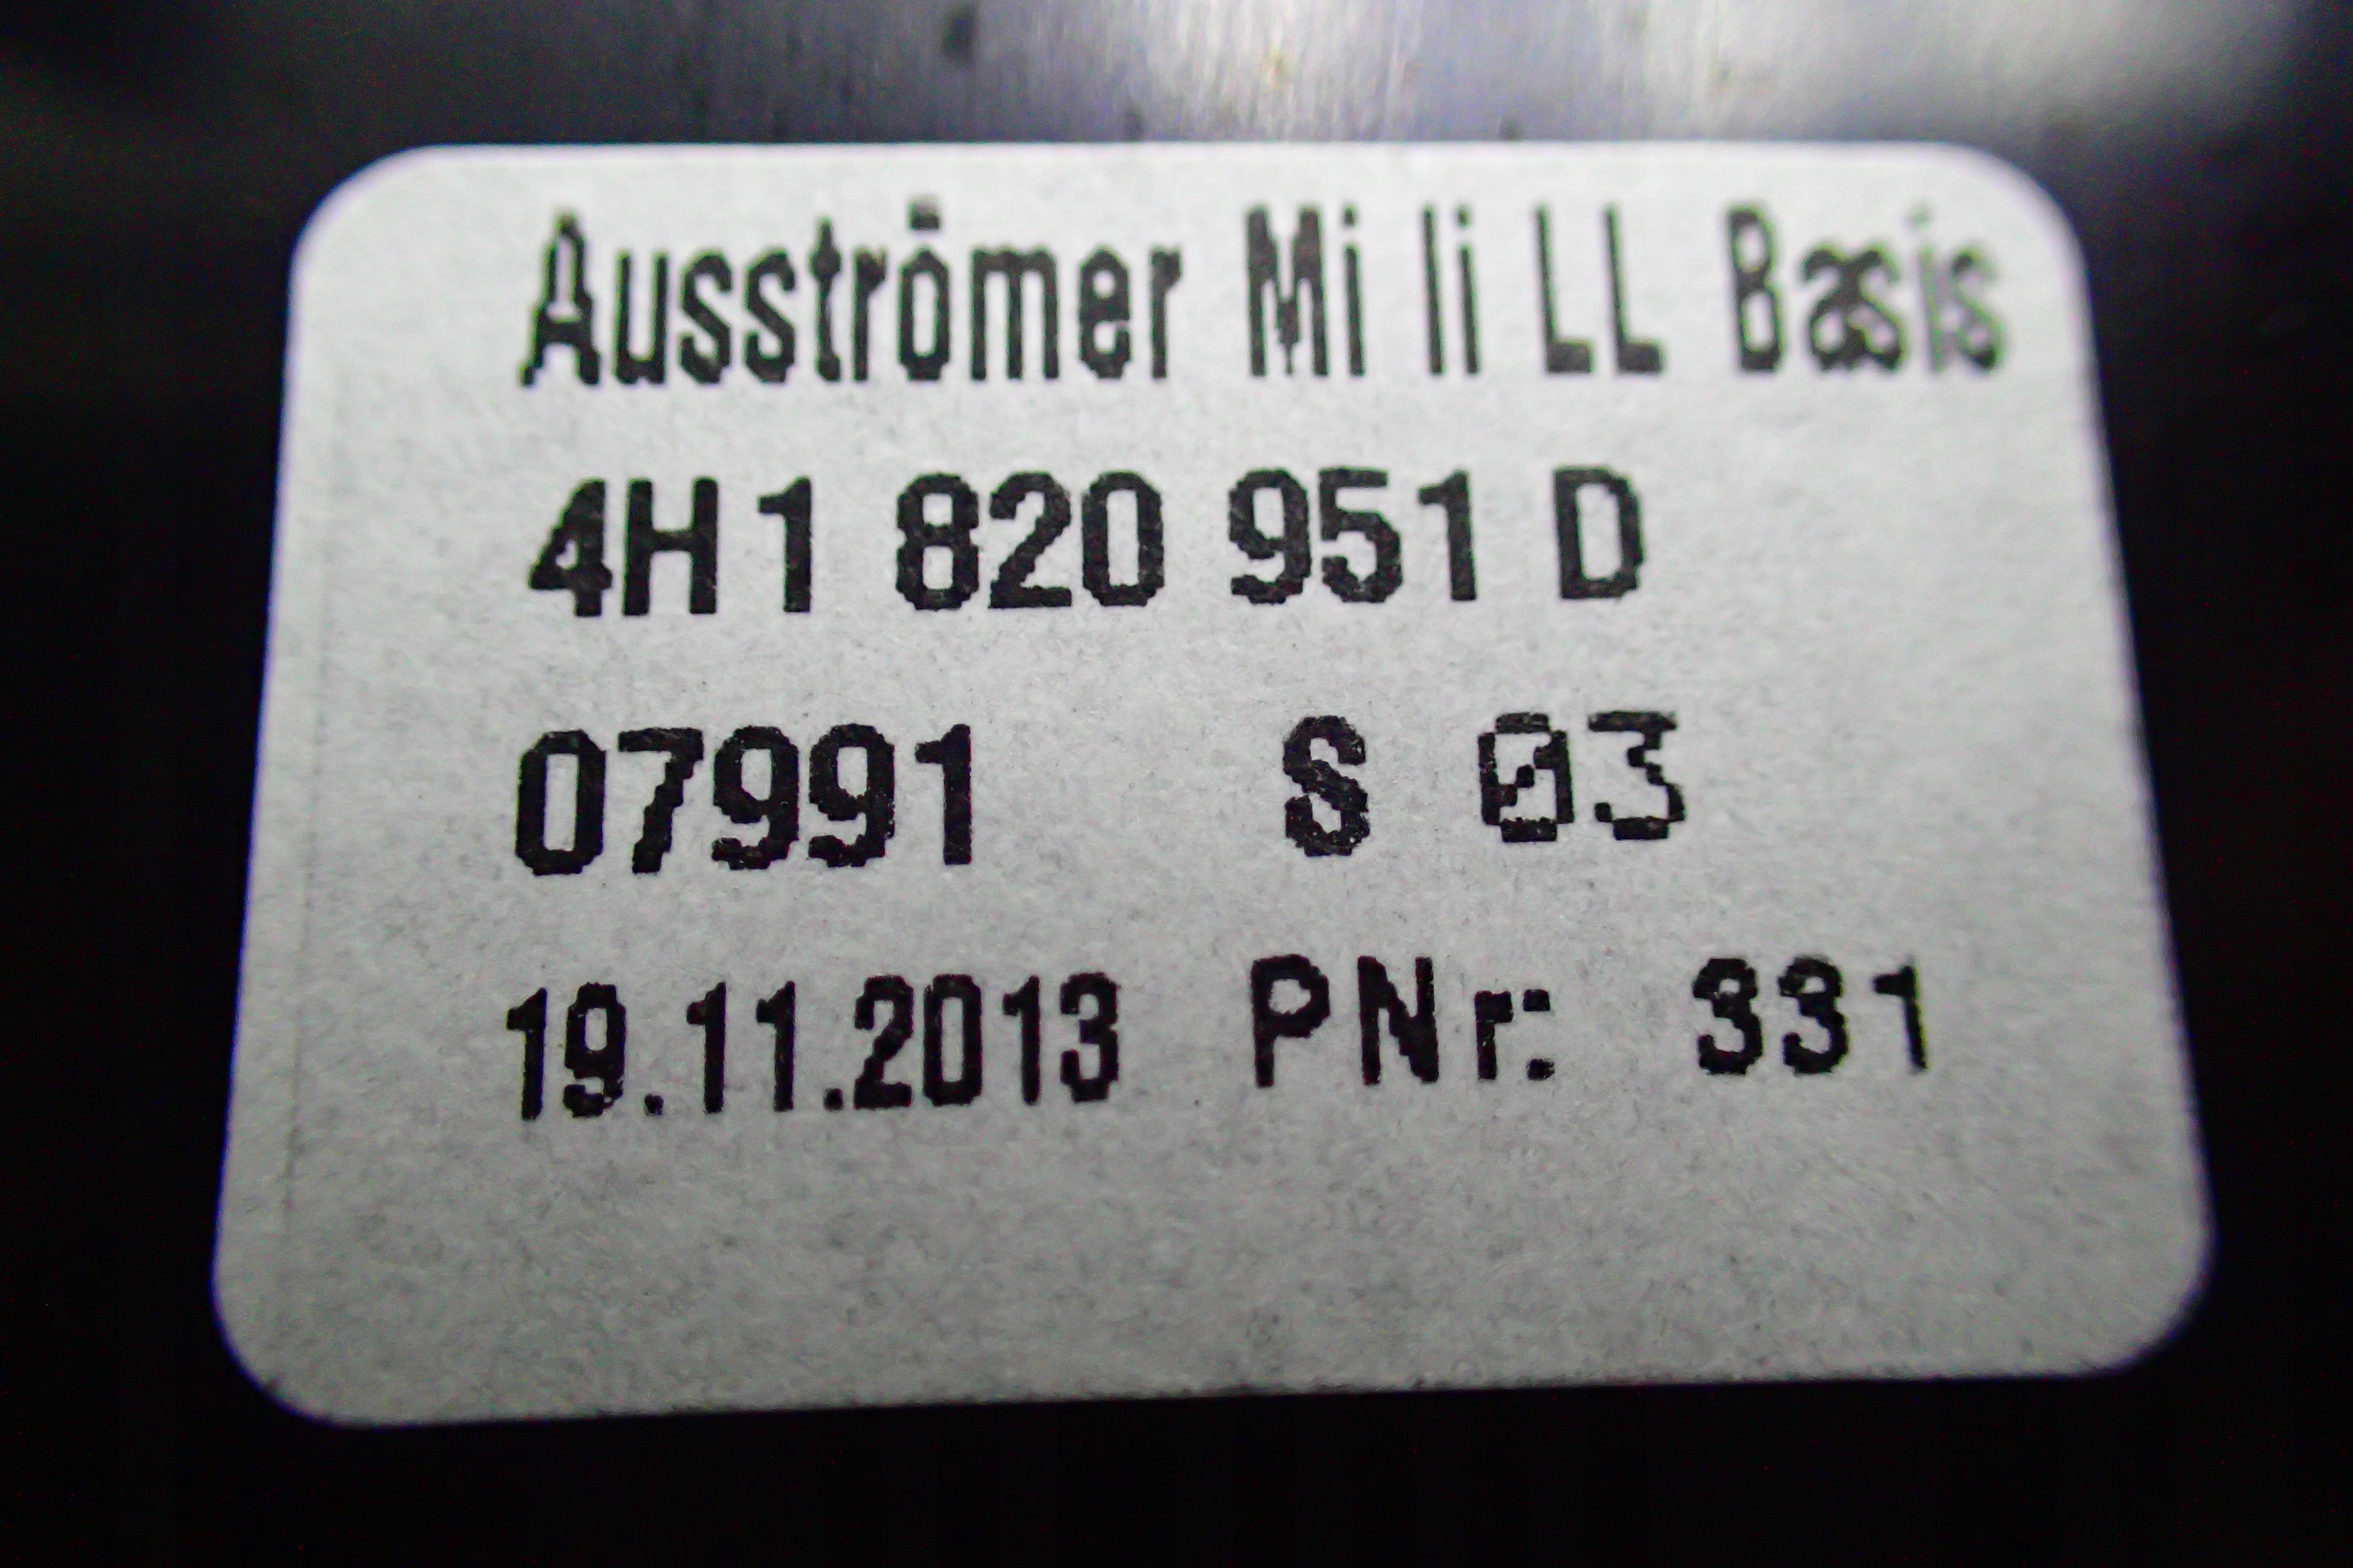 Ausströmer Mi li LL Basis
4H1 820 951 D
07991 S 03
19.11.2013 PNr: 331